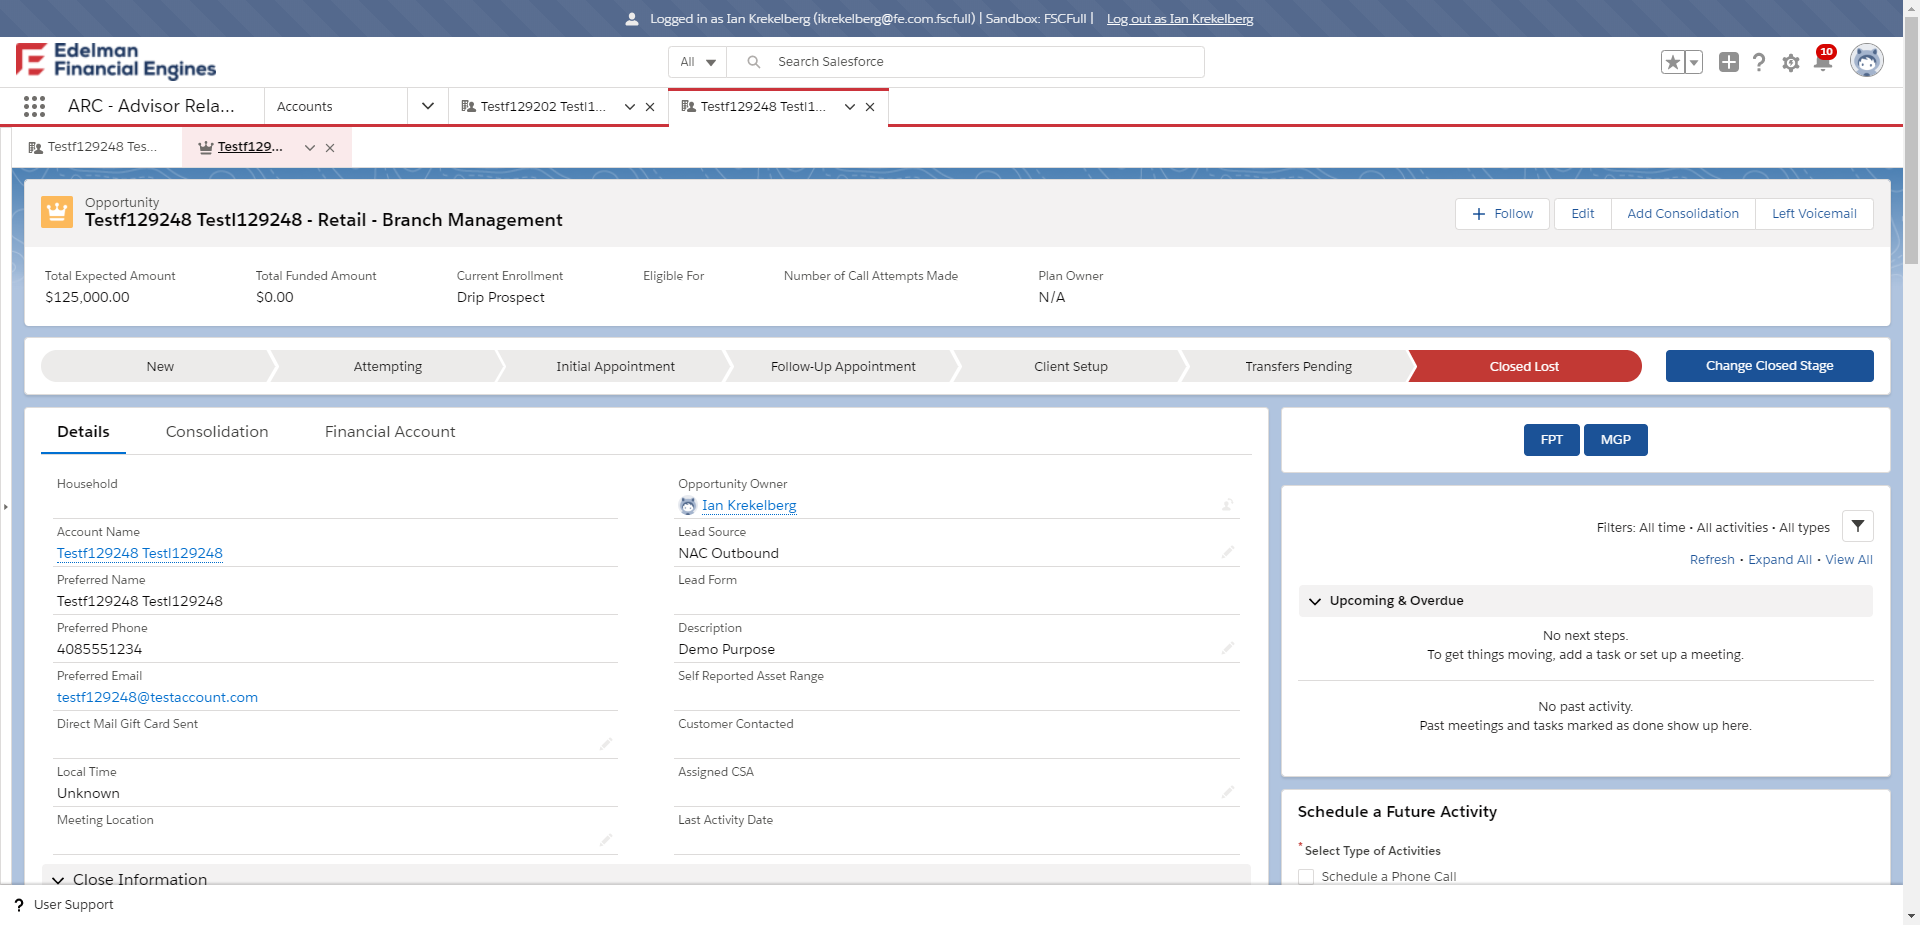 Logged in as Ian Krekelberg (ikrekelberg@fe.com.fscfull) | Sandbox: FSCFull | Log out as Ian Krekelberg
Edelman
Financial Engines
All
Search Salesforce
10
ARC - Advisor Rela...
Accounts
Testf129202 Testl1...
Testf129248 Testl1...
Testf129248 Tes...
Testf129...
Opportunity
Testf129248 Testl129248 - Retail - Branch Management
Follow
Edit
Add Consolidation
Left Voicemail
Total Expected Amount
$125,000.00
Total Funded Amount
$0.00
Current Enrollment
Drip Prospect
Eligible For
Number of Call Attempts Made
Plan Owner
N/A
New
Attempting
Initial Appointment
Follow-Up Appointment
Client Setup
Transfers Pending
Closed Lost
Change Closed Stage
Details
Consolidation
Financial Account
Household
Account Name
Testf129248 Testl129248
Preferred Name
Testf129248 Testl129248
Preferred Phone
4085551234
Preferred Email
testf129248@testaccount.com
Direct Mail Gift Card Sent
Local Time
Unknown
Meeting Location
Opportunity Owner
Ian Krekelberg
Lead Source
NAC Outbound
Lead Form
Description
Demo Purpose
Self Reported Asset Range
Customer Contacted
Assigned CSA
Last Activity Date
Close Information
FPT
MGP
Filters: All time • All activities • All types
Refresh • Expand All • View All
Upcoming & Overdue
No next steps.
To get things moving, add a task or set up a meeting.
No past activity.
Past meetings and tasks marked as done show up here.
Schedule a Future Activity
*Select Type of Activities
Schedule a Phone Call
? User Support